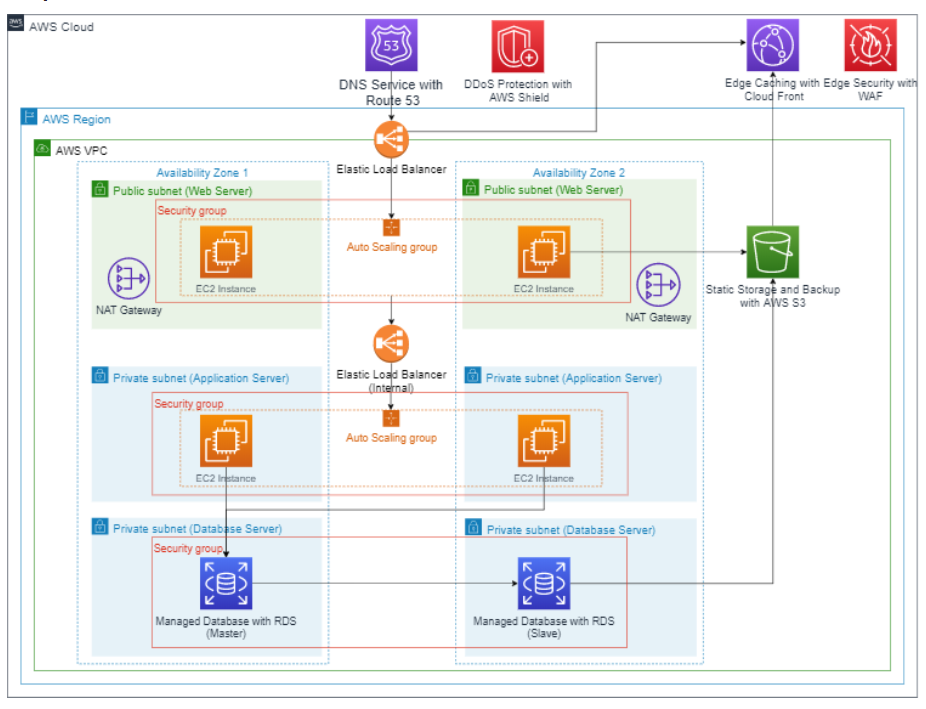 aws
AWS Cloud
53
DNS Service with
Route 53
DDoS Protection with
AWS Shield
Edge Caching with
Cloud Front
Edge Security with
WAF
AWS Region
AWS VPC
Elastic Load Balancer
Availability Zone 1
Availability Zone 2
Public subnet (Web Server)
Public subnet (Web Server)
Security group
Auto Scaling group
EC2 Instance
EC2 Instance
NAT Gateway
NAT Gateway
Static Storage and Backup
with AWS S3
Elastic Load Balancer
(Internal)
Private subnet (Application Server)
Private subnet (Application Server)
Security group
Auto Scaling group
EC2 Instance
EC2 Instance
Private subnet (Database Server)
Private subnet (Database Server)
Security group
Managed Database with RDS
(Master)
Managed Database with RDS
(Slave)